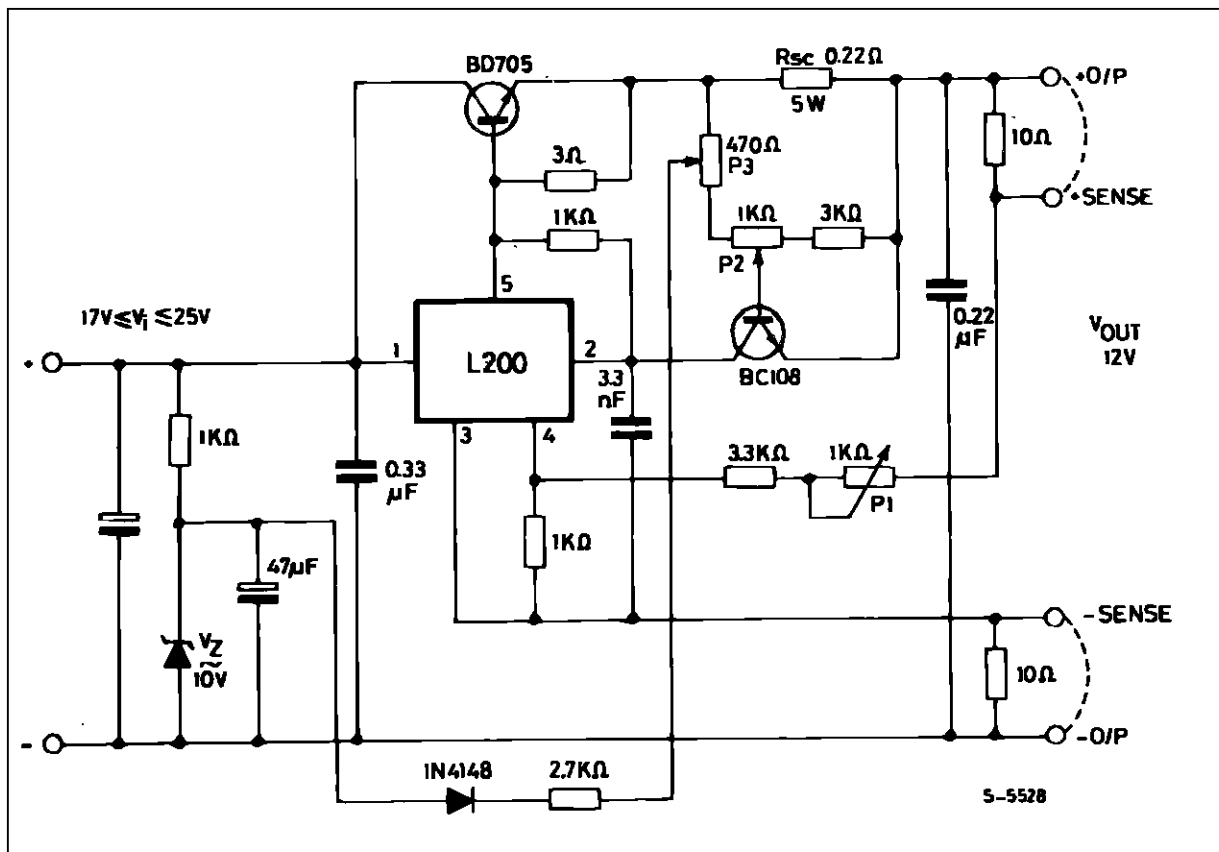 BD705
Rsc 0.22Ω
5W
+O/P
3Ω
470Ω
P3
10Ω
+SENSE
1KΩ
1KΩ
3KΩ
P2
5
17V≤Vi≤25V
0.22
µF
VOUT
12V
+
1
L200
2
BC108
3.3
nF
3
4
1KΩ
0.33
µF
3.3KΩ
1KΩ
P1
1KΩ
47µF
-SENSE
VZ
10V
10Ω
-
-O/P
1N4148
2.7KΩ
S-5528